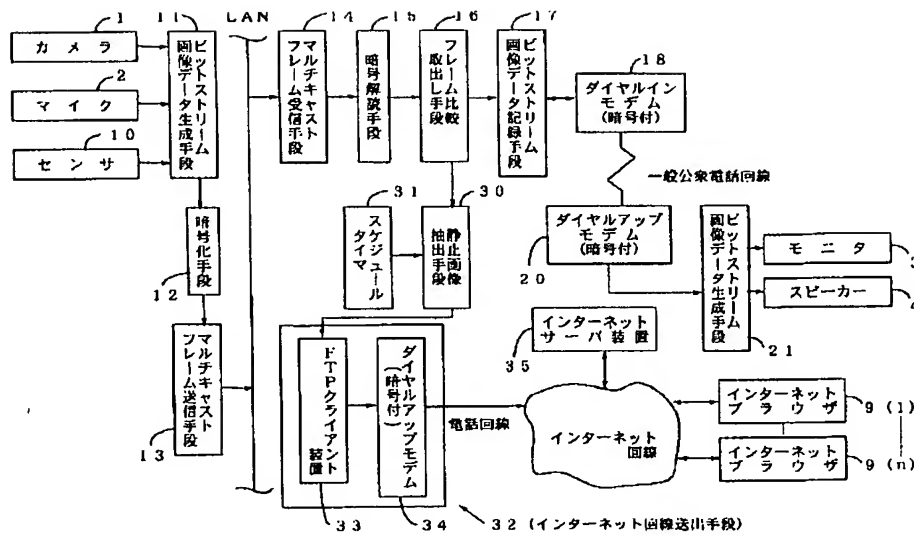 1
カメラ
2
マイク
10
センサ
11
ビットストリーム
画像データ生成手段
12
暗号化手段
13
マルチキャスト
フレーム送信手段
LAN
14
マルチキャスト
フレーム受信手段
15
暗号解読手段
16
フレーム比較
取出し手段
17
ビットストリーム
画像データ記録手段
18
ダイヤルイン
モデム
(暗号付)
一般公衆電話回線
31
スケジュール
タイマ
30
静止画像
抽出手段
ダイヤルアップ
モデム
(暗号付)
20
ビットストリーム
画像データ生成手段
21
モニタ
3
スピーカー
インターネット
サーバ装置
35
FTPクライアント
装置
33
ダイヤルアップモデム
(暗号付)
34
電話回線
インターネット
回線
インターネット
ブラウザ
9 (1)
インターネット
ブラウザ
9 (n)
32 (インターネット回線送出手段)